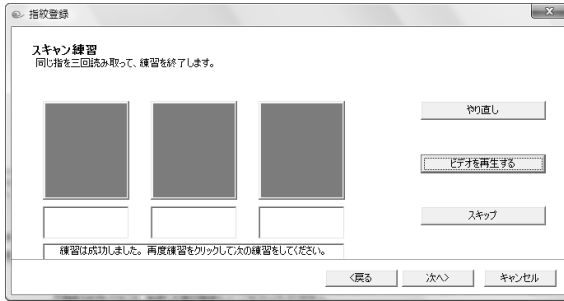 指紋登録
スキャン練習
同じ指を三回読み取って、練習を終了します。
やり直し
ビデオを再生する
スキップ
練習は成功しました。再度練習をクリックして次の練習をしてください。
<戻る
次へ>
キャンセル